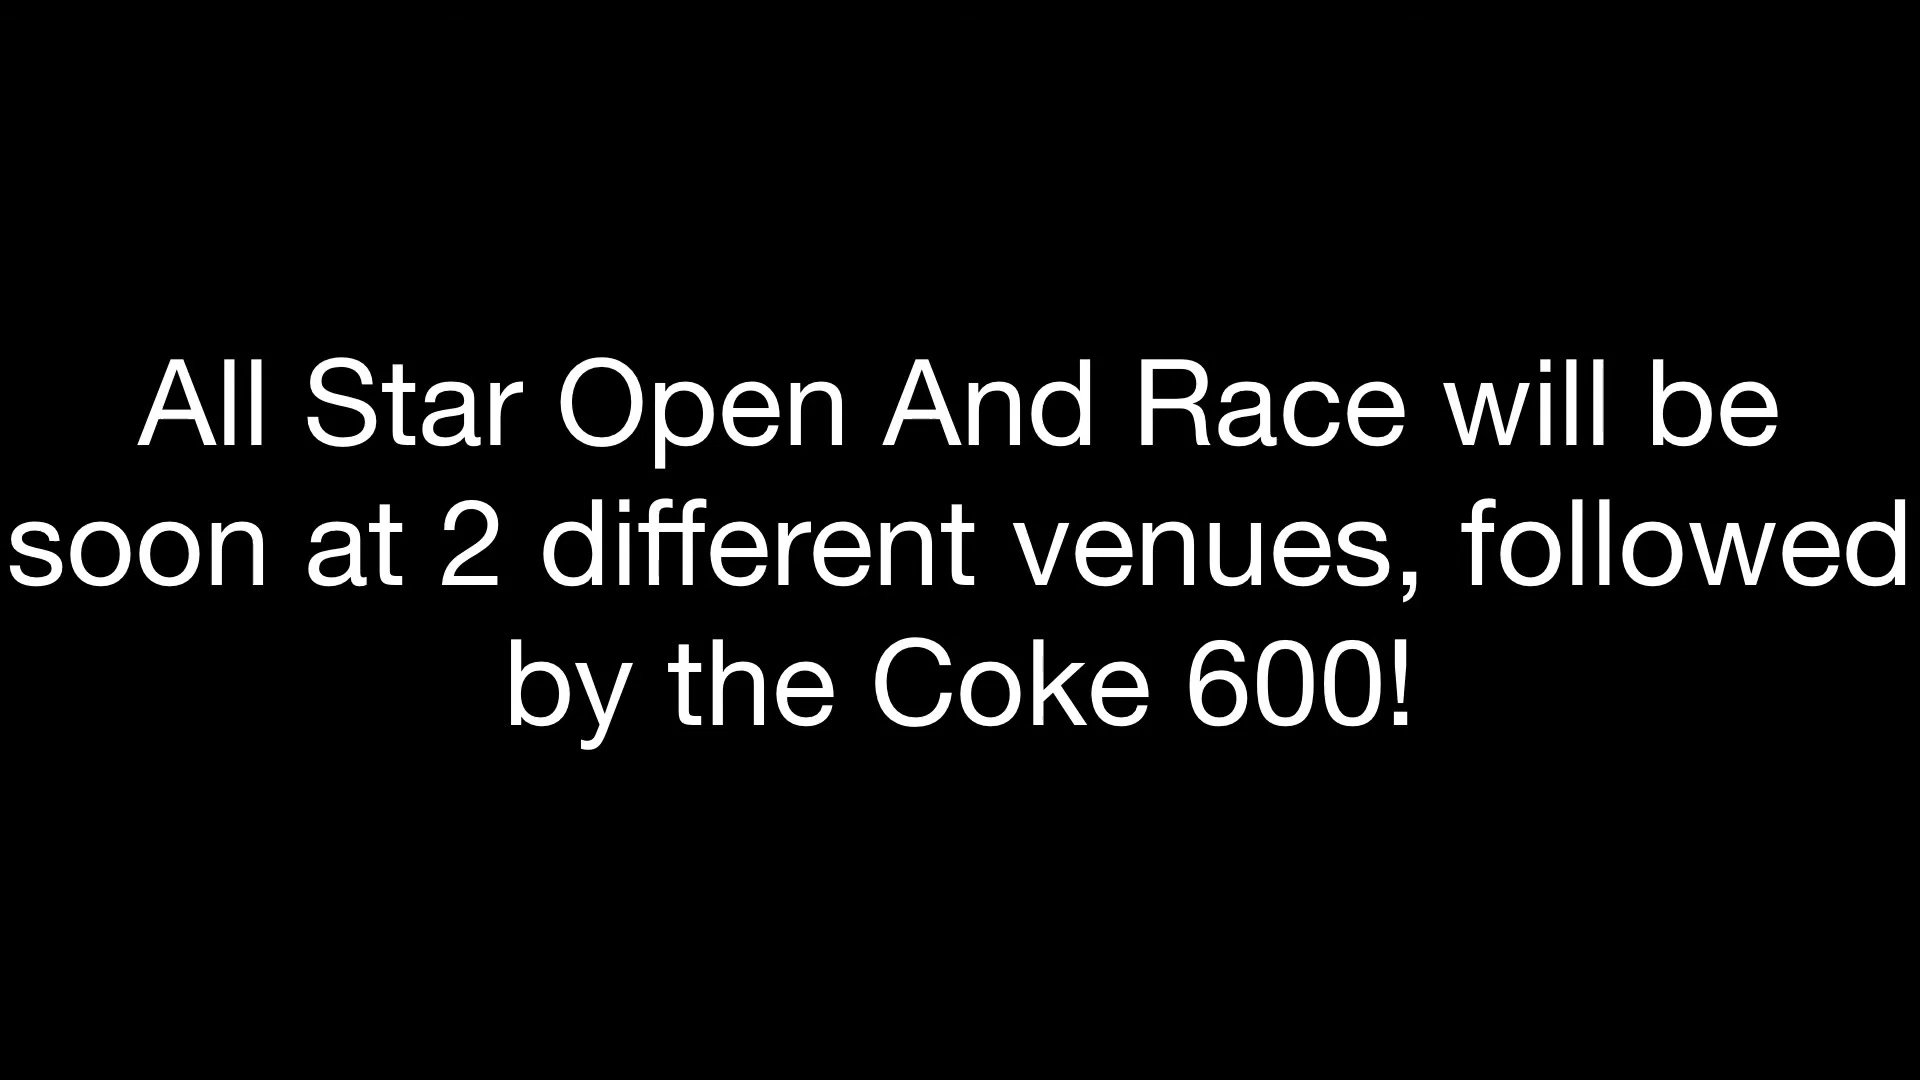 All Star Open And Race will be
soon at 2 different venues, followed
by the Coke 600!